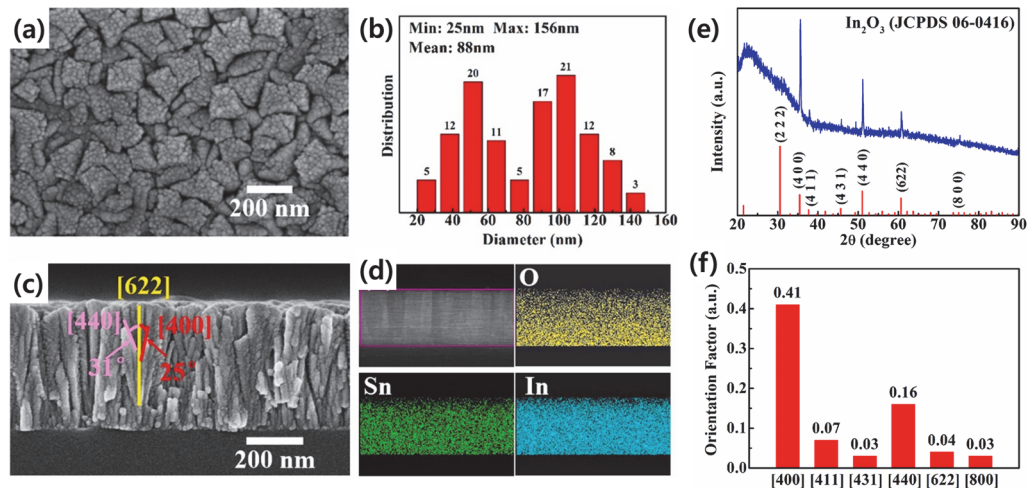 (a)
200 nm
(b)
Min: 25nm Max: 156nm
Mean: 88nm
Distribution
5
12
20
11
5
17
21
12
8
3
20 40 60 80 100 120 140 160
Diameter (nm)
(c)
[622]
[440]
[400]
31°
25°
200 nm
(d)
O
Sn
In
(e)
In₂O₃ (JCPDS 06-0416)
Intensity (a.u.)
(2 2 2)
(4 0 0)
(4 1 1)
(4 3 1)
(4 4 0)
(622)
(8 0 0)
20 30 40 50 60 70 80 90
2θ (degree)
(f)
Orientation Factor (a.u.)
0.5
0.4
0.3
0.2
0.1
0.0
0.41
0.07
0.03
0.16
0.04
0.03
[400] [411] [431] [440] [622] [800]